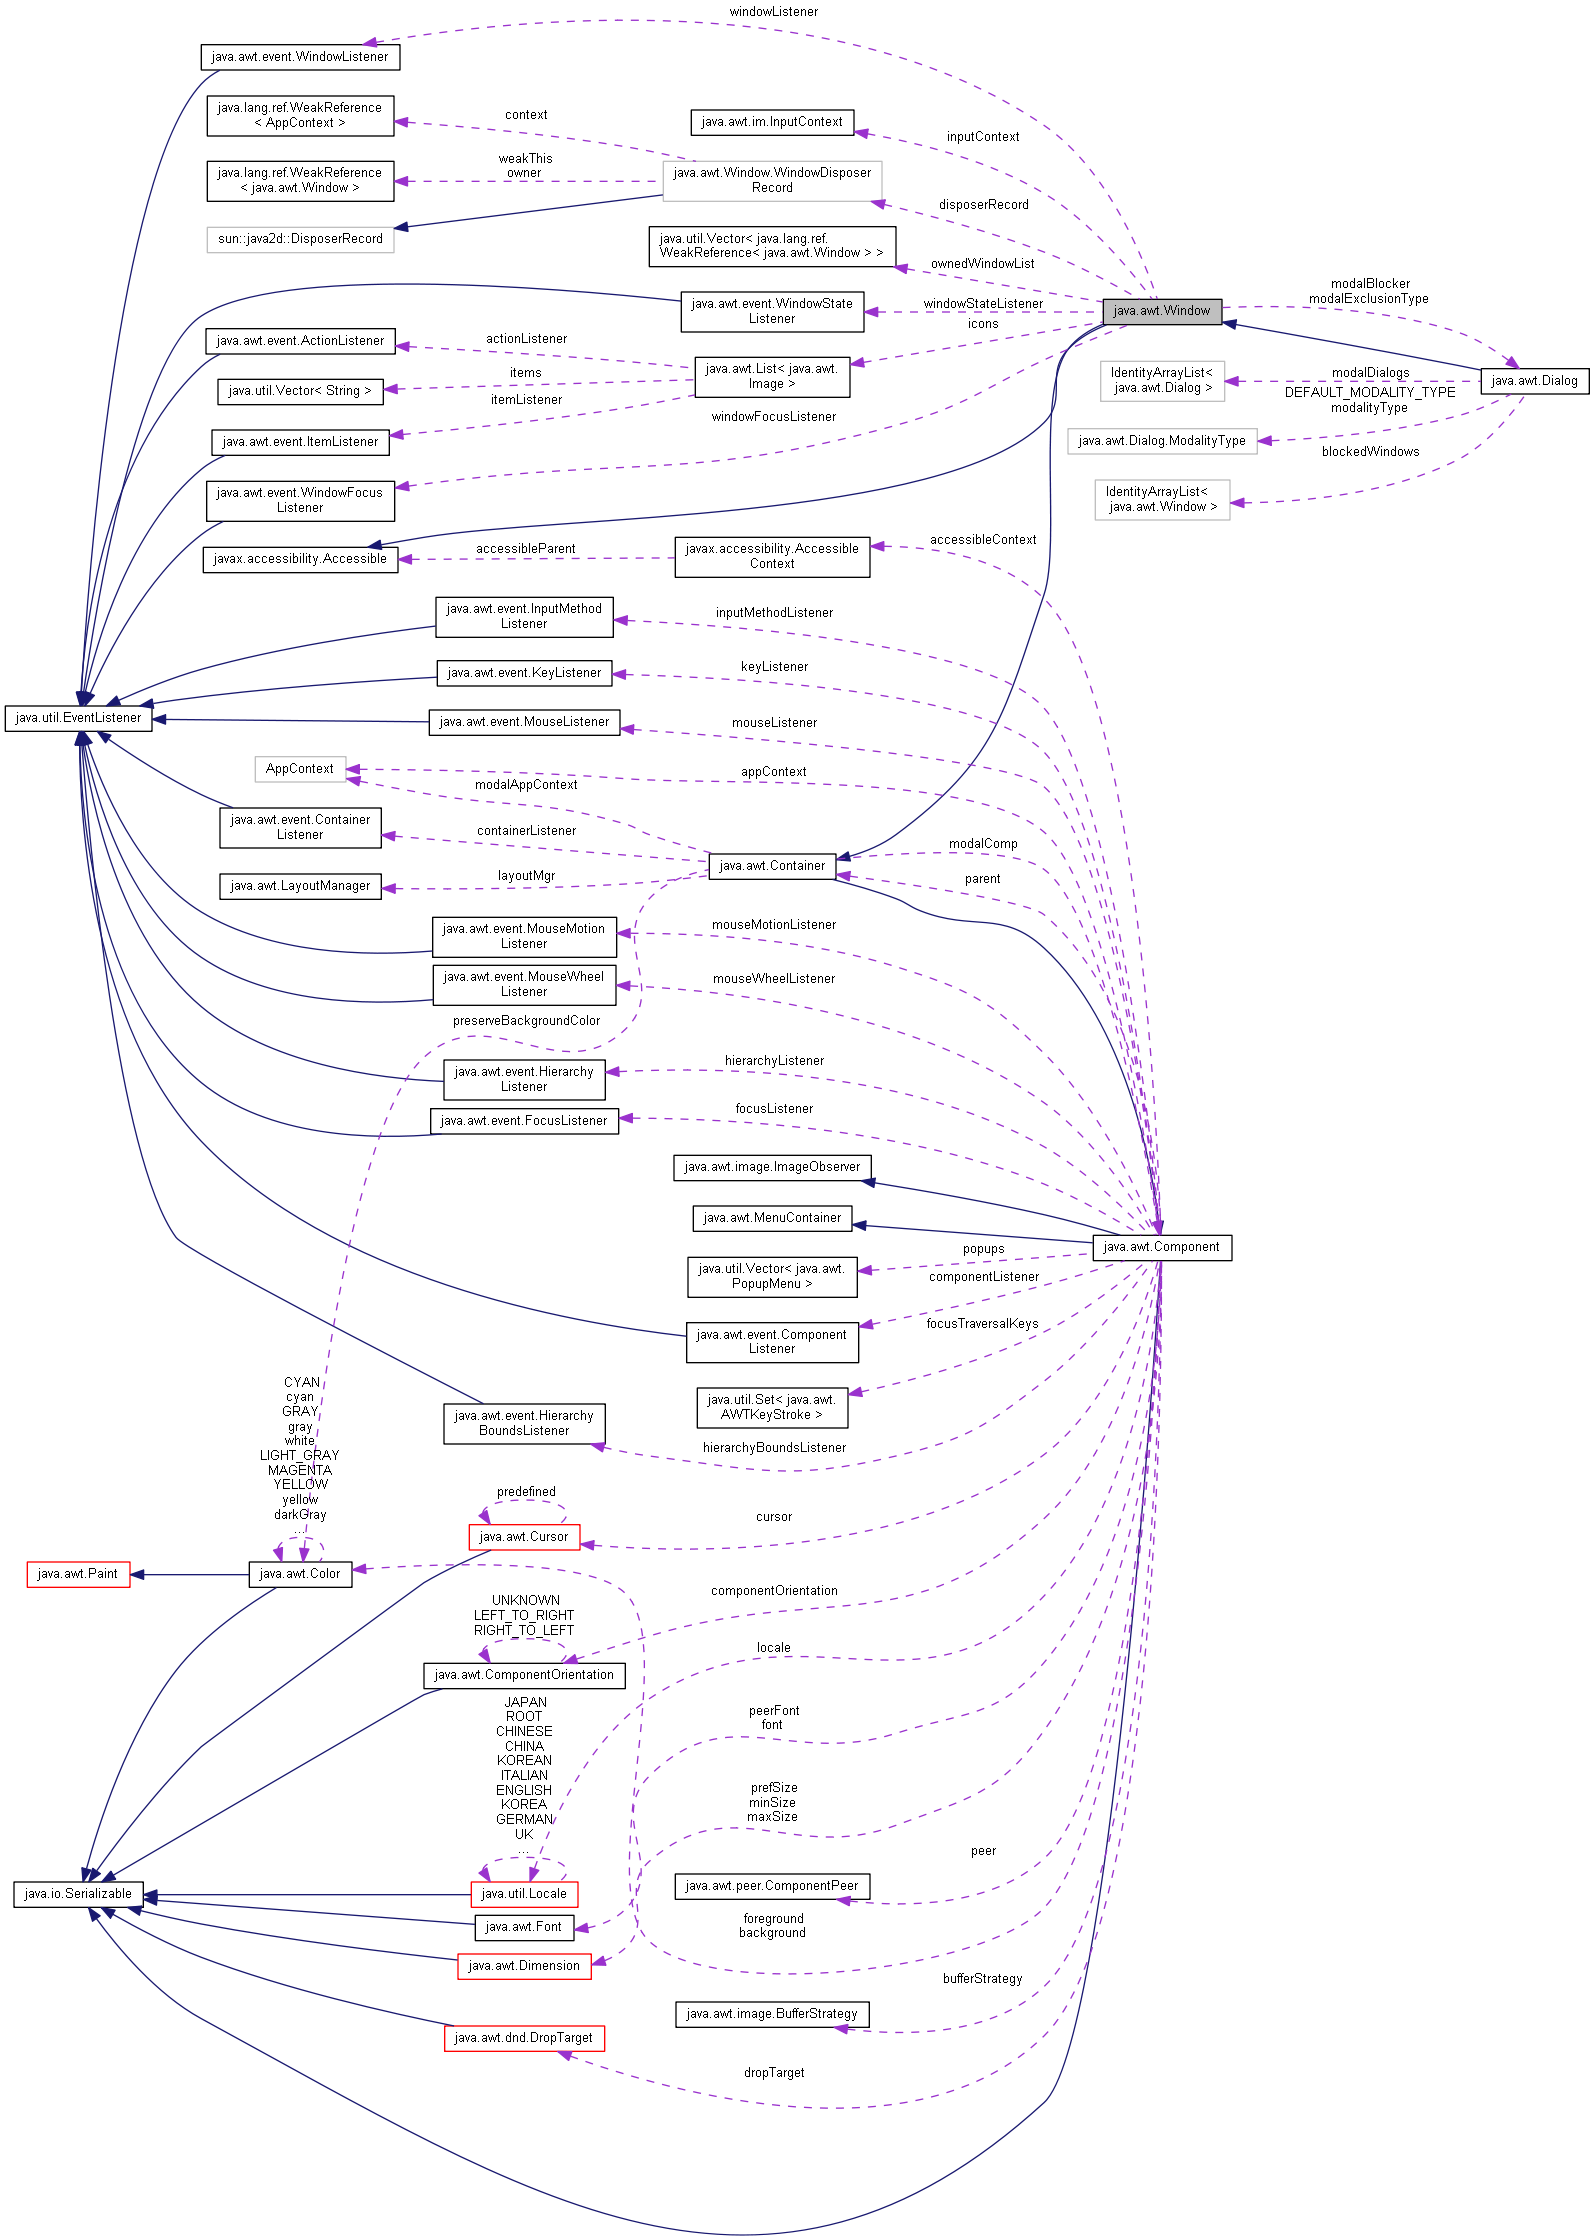 windowListener
java.awt.event.WindowListener
java.lang.ref.WeakReference
< AppContext >
context
java.awt.im.InputContext
inputContext
weakThis
owner
java.lang.ref.WeakReference
< java.awt.Window >
java.awt.Window.WindowDisposer
Record
disposerRecord
sun::java2d::DisposerRecord
java.util.Vector< java.lang.ref.
WeakReference< java.awt.Window > >
ownedWindowList
modalBlocker
modalExclusionType
java.awt.event.WindowState
Listener
windowStateListener
java.awt.Window
icons
java.awt.event.ActionListener
actionListener
java.awt.List< java.awt.
Image >
items
java.util.Vector< String >
itemListener
IdentityArrayList<
java.awt.Dialog >
modalDialogs
java.awt.Dialog
DEFAULT_MODALITY_TYPE
modalityType
windowFocusListener
java.awt.event.ItemListener
java.awt.Dialog.ModalityType
blockedWindows
java.awt.event.WindowFocus
Listener
IdentityArrayList<
java.awt.Window >
javax.accessibility.Accessible
accessibleParent
javax.accessibility.Accessible
Context
accessibleContext
java.awt.event.InputMethod
Listener
inputMethodListener
java.awt.event.KeyListener
keyListener
java.util.EventListener
java.awt.event.MouseListener
mouseListener
AppContext
appContext
modalAppContext
java.awt.event.Container
Listener
containerListener
modalComp
java.awt.Container
parent
java.awt.LayoutManager
layoutMgr
java.awt.event.MouseMotion
Listener
mouseMotionListener
java.awt.event.MouseWheel
Listener
mouseWheelListener
preserveBackgroundColor
java.awt.event.Hierarchy
Listener
hierarchyListener
java.awt.event.FocusListener
focusListener
java.awt.image.ImageObserver
java.awt.MenuContainer
java.awt.Component
popups
java.util.Vector< java.awt.
PopupMenu >
componentListener
java.awt.event.Component
Listener
focusTraversalKeys
java.util.Set< java.awt.
AWTKeyStroke >
java.awt.event.Hierarchy
BoundsListener
hierarchyBoundsListener
CYAN
cyan
GRAY
gray
white
LIGHT_GRAY
MAGENTA
YELLOW
yellow
darkGray
...
predefined
java.awt.Cursor
cursor
java.awt.Paint
java.awt.Color
componentOrientation
UNKNOWN
LEFT_TO_RIGHT
RIGHT_TO_LEFT
java.awt.ComponentOrientation
locale
JAPAN
ROOT
CHINESE
CHINA
KOREAN
ITALIAN
ENGLISH
KOREA
GERMAN
UK
...
peerFont
font
prefSize
minSize
maxSize
peer
java.io.Serializable
java.util.Locale
java.awt.peer.ComponentPeer
java.awt.Font
foreground
background
java.awt.Dimension
bufferStrategy
java.awt.image.BufferStrategy
java.awt.dnd.DropTarget
dropTarget